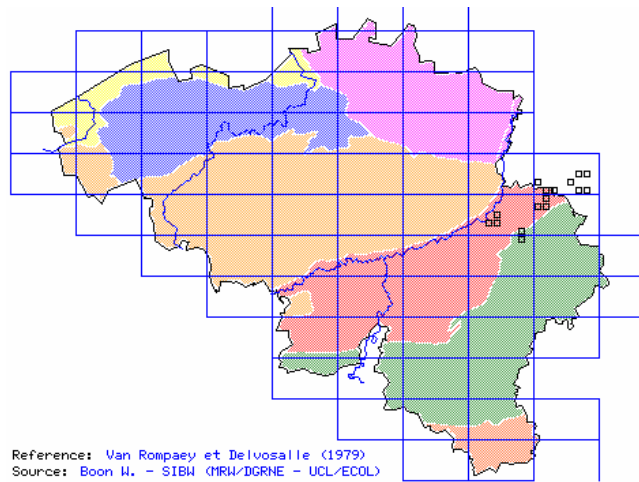 Reference: Van Rompaey et Delvosalle (1979)
Source: Boon W. - SIBW (MRW/DGRNE - UCL/ECOL)